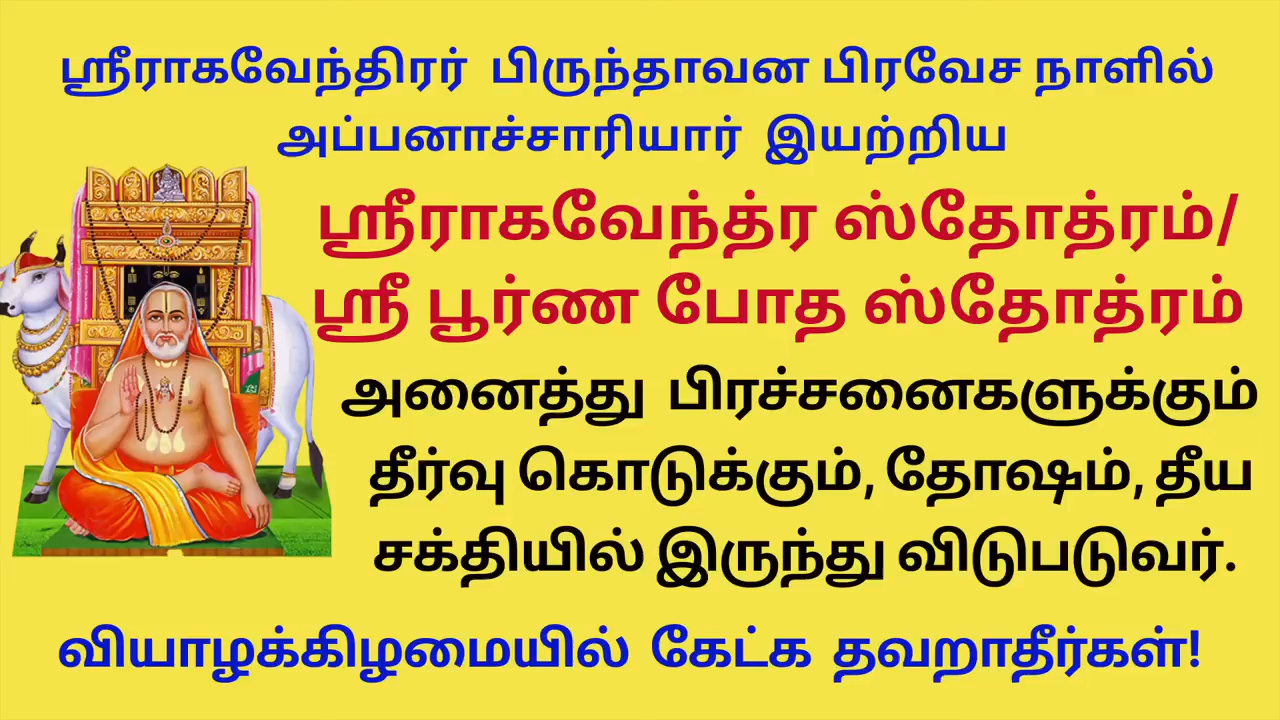 ஸ்ரீராகவேந்திரர் பிருந்தாவன பிரவேச நாளில்
அப்பனாச்சாரியார் இயற்றிய
ஸ்ரீராகவேந்த்ர ஸ்தோத்ரம்/
ஸ்ரீ பூர்ண போத ஸ்தோத்ரம்
அனைத்து பிரச்சனைகளுக்கும்
தீர்வு கொடுக்கும், தோஷம், தீய
சக்தியில் இருந்து விடுபடுவர்.
வியாழக்கிழமையில் கேட்க தவறாதீர்கள்!